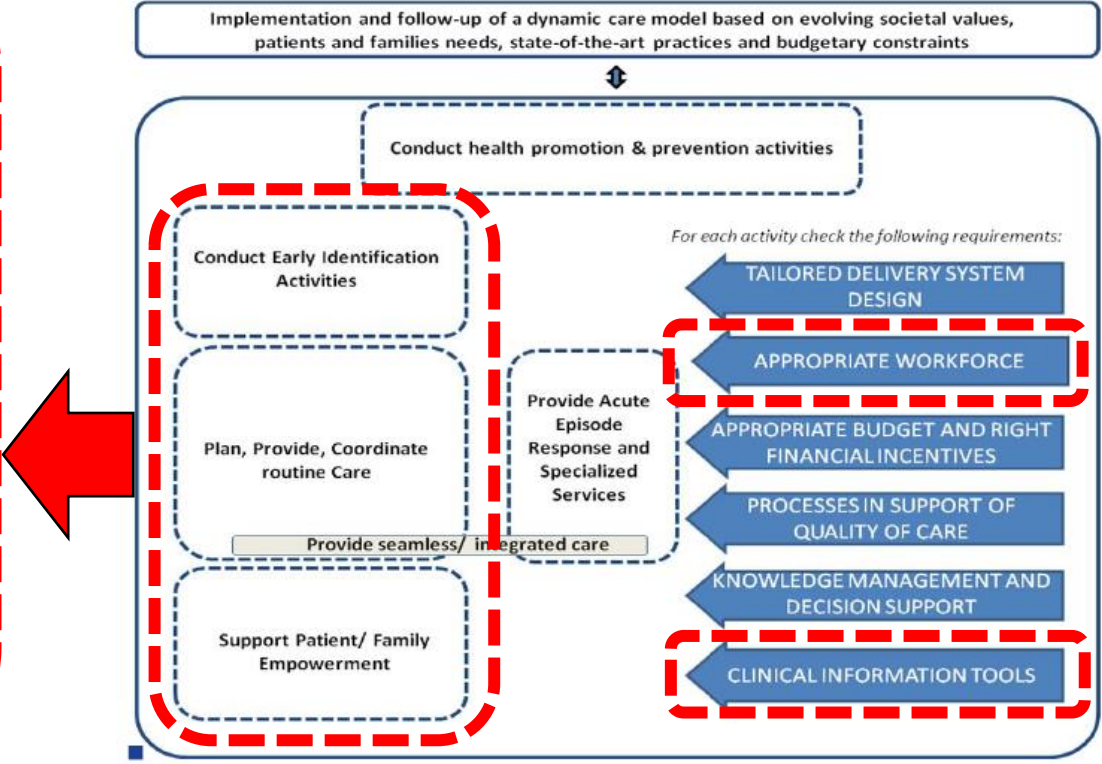 Implementation and follow-up of a dynamic care model based on evolving societal values,
patients and families needs, state-of-the-art practices and budgetary constraints
Conduct health promotion & prevention activities
Conduct Early Identification
Activities
Plan, Provide, Coordinate
routine Care
Provide Acute
Episode
Response and
Specialized
Services
Provide seamless/ integrated care
Support Patient/ Family
Empowerment
For each activity check the following requirements:
TAILORED DELIVERY SYSTEM
DESIGN
APPROPRIATE WORKFORCE
APPROPRIATE BUDGET AND RIGHT
FINANCIAL INCENTIVES
PROCESSES IN SUPPORT OF
QUALITY OF CARE
KNOWLEDGE MANAGEMENT AND
DECISION SUPPORT
CLINICAL INFORMATION TOOLS